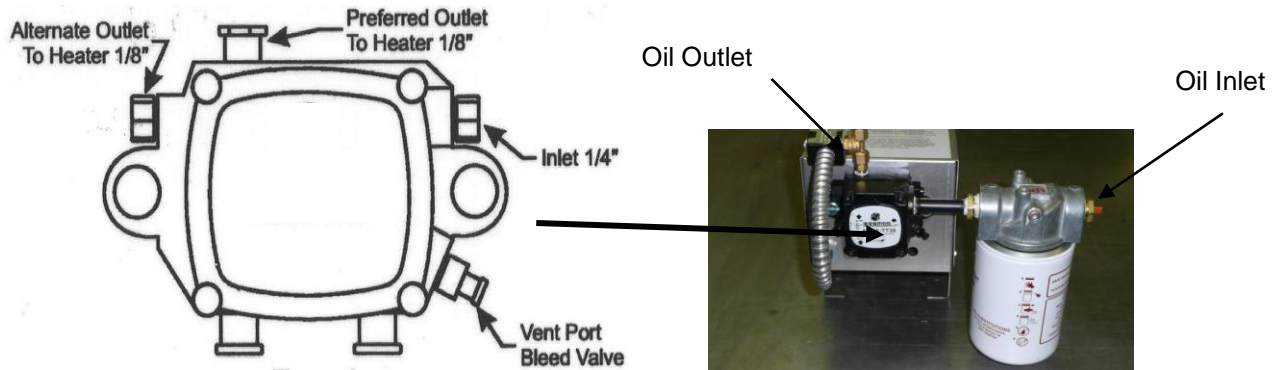 Alternate Outlet
To Heater 1/8"
Preferred Outlet
To Heater 1/8"
Inlet 1/4"
Vent Port
Bleed Valve
Oil Outlet
Oil Inlet